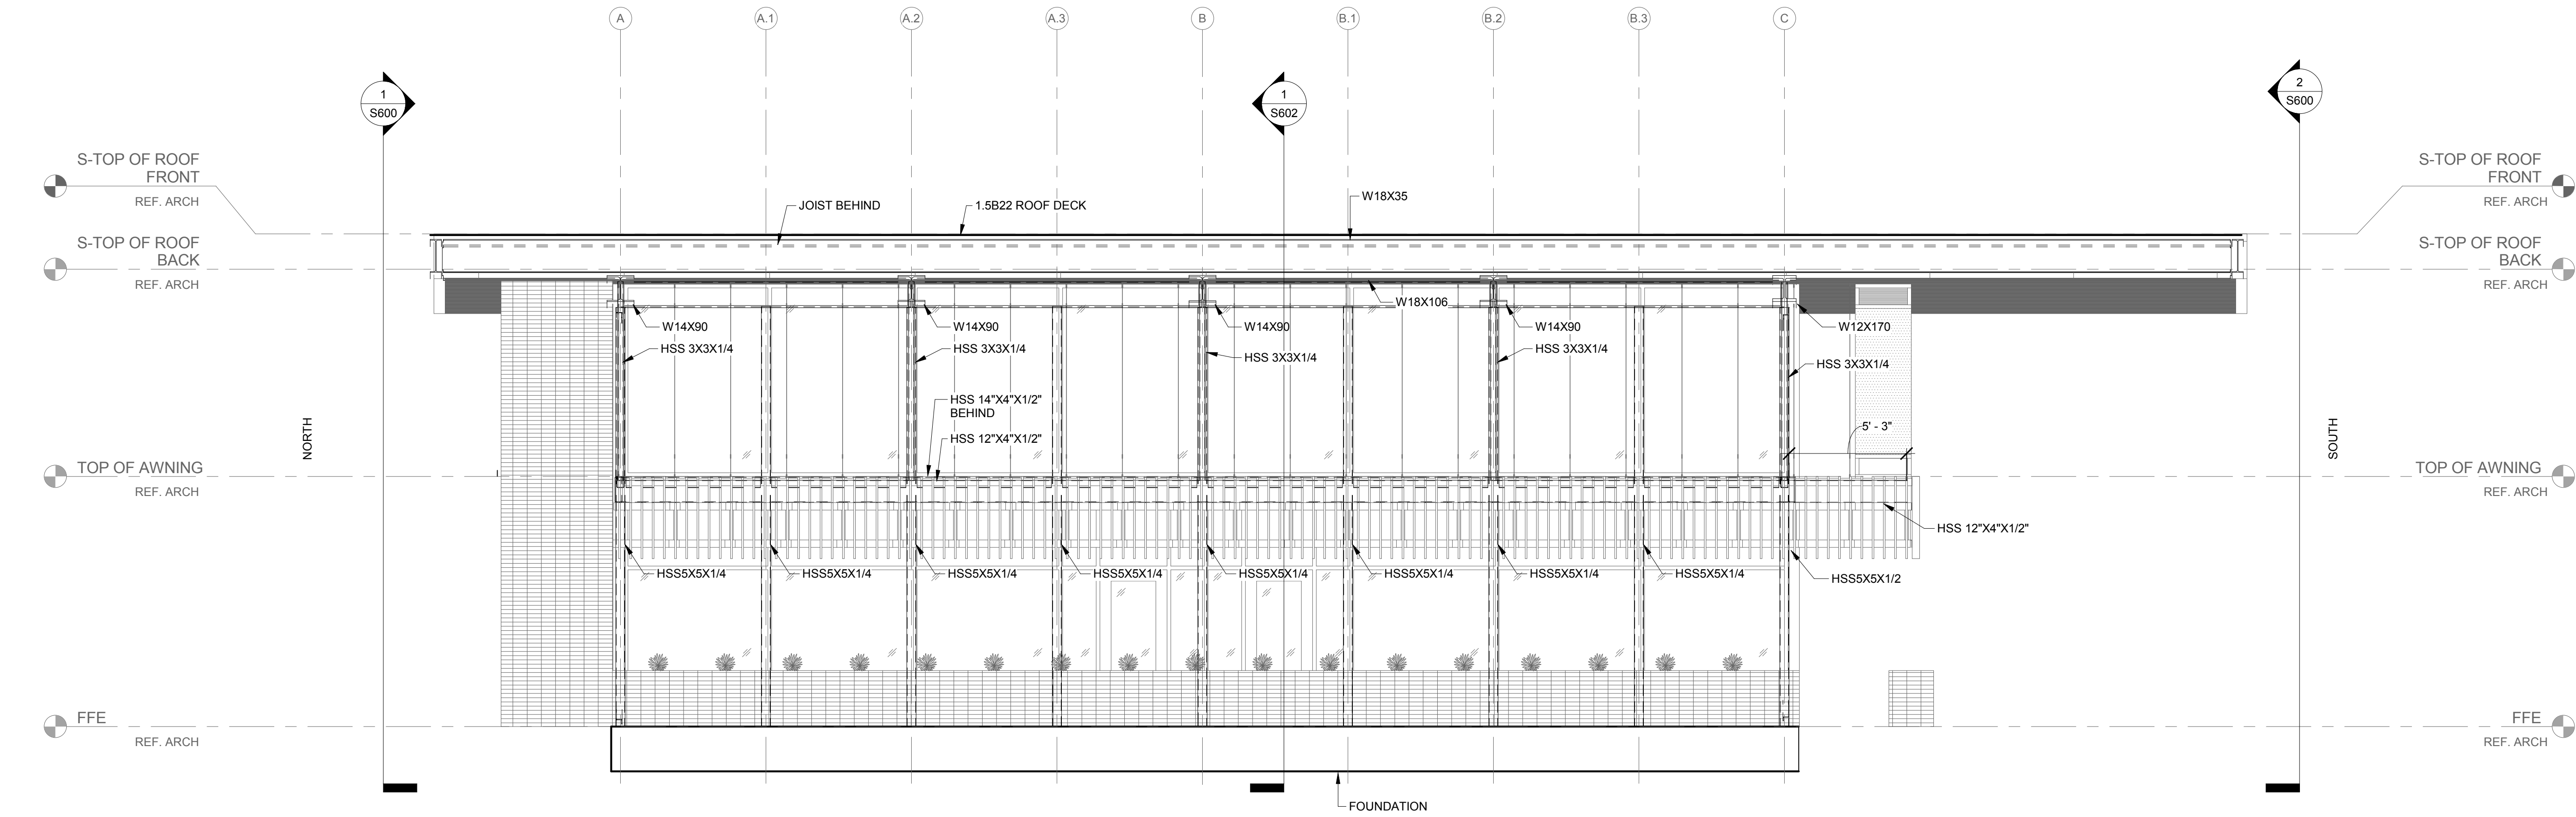 A
A.1
A.2
A.3
B
B.1
B.2
B.3
C
1
S600
1
S602
2
S600
S-TOP OF ROOF
FRONT
REF. ARCH
S-TOP OF ROOF
FRONT
REF. ARCH
JOIST BEHIND
1.5B22 ROOF DECK
W18X35
S-TOP OF ROOF
BACK
REF. ARCH
S-TOP OF ROOF
BACK
REF. ARCH
W18X106
W14X90
W14X90
W14X90
W14X90
W12X170
HSS 3X3X1/4
HSS 3X3X1/4
HSS 3X3X1/4
HSS 3X3X1/4
HSS 3X3X1/4
HSS 14"X4"X1/2"
BEHIND
HSS 12"X4"X1/2"
5' - 3"
NORTH
SOUTH
TOP OF AWNING
REF. ARCH
TOP OF AWNING
REF. ARCH
HSS 12"X4"X1/2"
HSS5X5X1/4
HSS5X5X1/4
HSS5X5X1/4
HSS5X5X1/4
HSS5X5X1/4
HSS5X5X1/4
HSS5X5X1/4
HSS5X5X1/4
HSS5X5X1/2
FFE
REF. ARCH
FFE
REF. ARCH
FOUNDATION